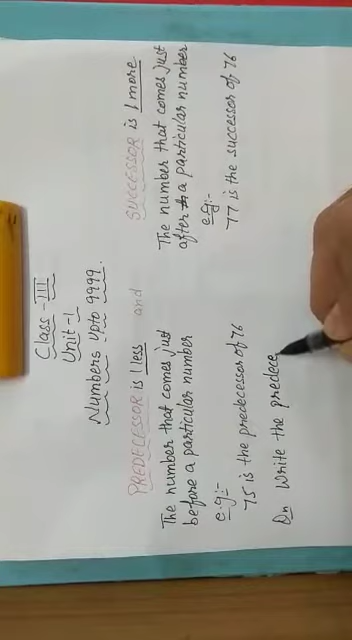 Class - III
Unit-1
Numbers upto 9999.
PREDECESSOR is 1 less and SUCCESSOR is 1 more
The number that comes just
before a particular number
e.g:-
75 is the predecessor of 76
The number that comes just
after a particular number
e.g:-
77 is the successor of 76
Qn Write the predece